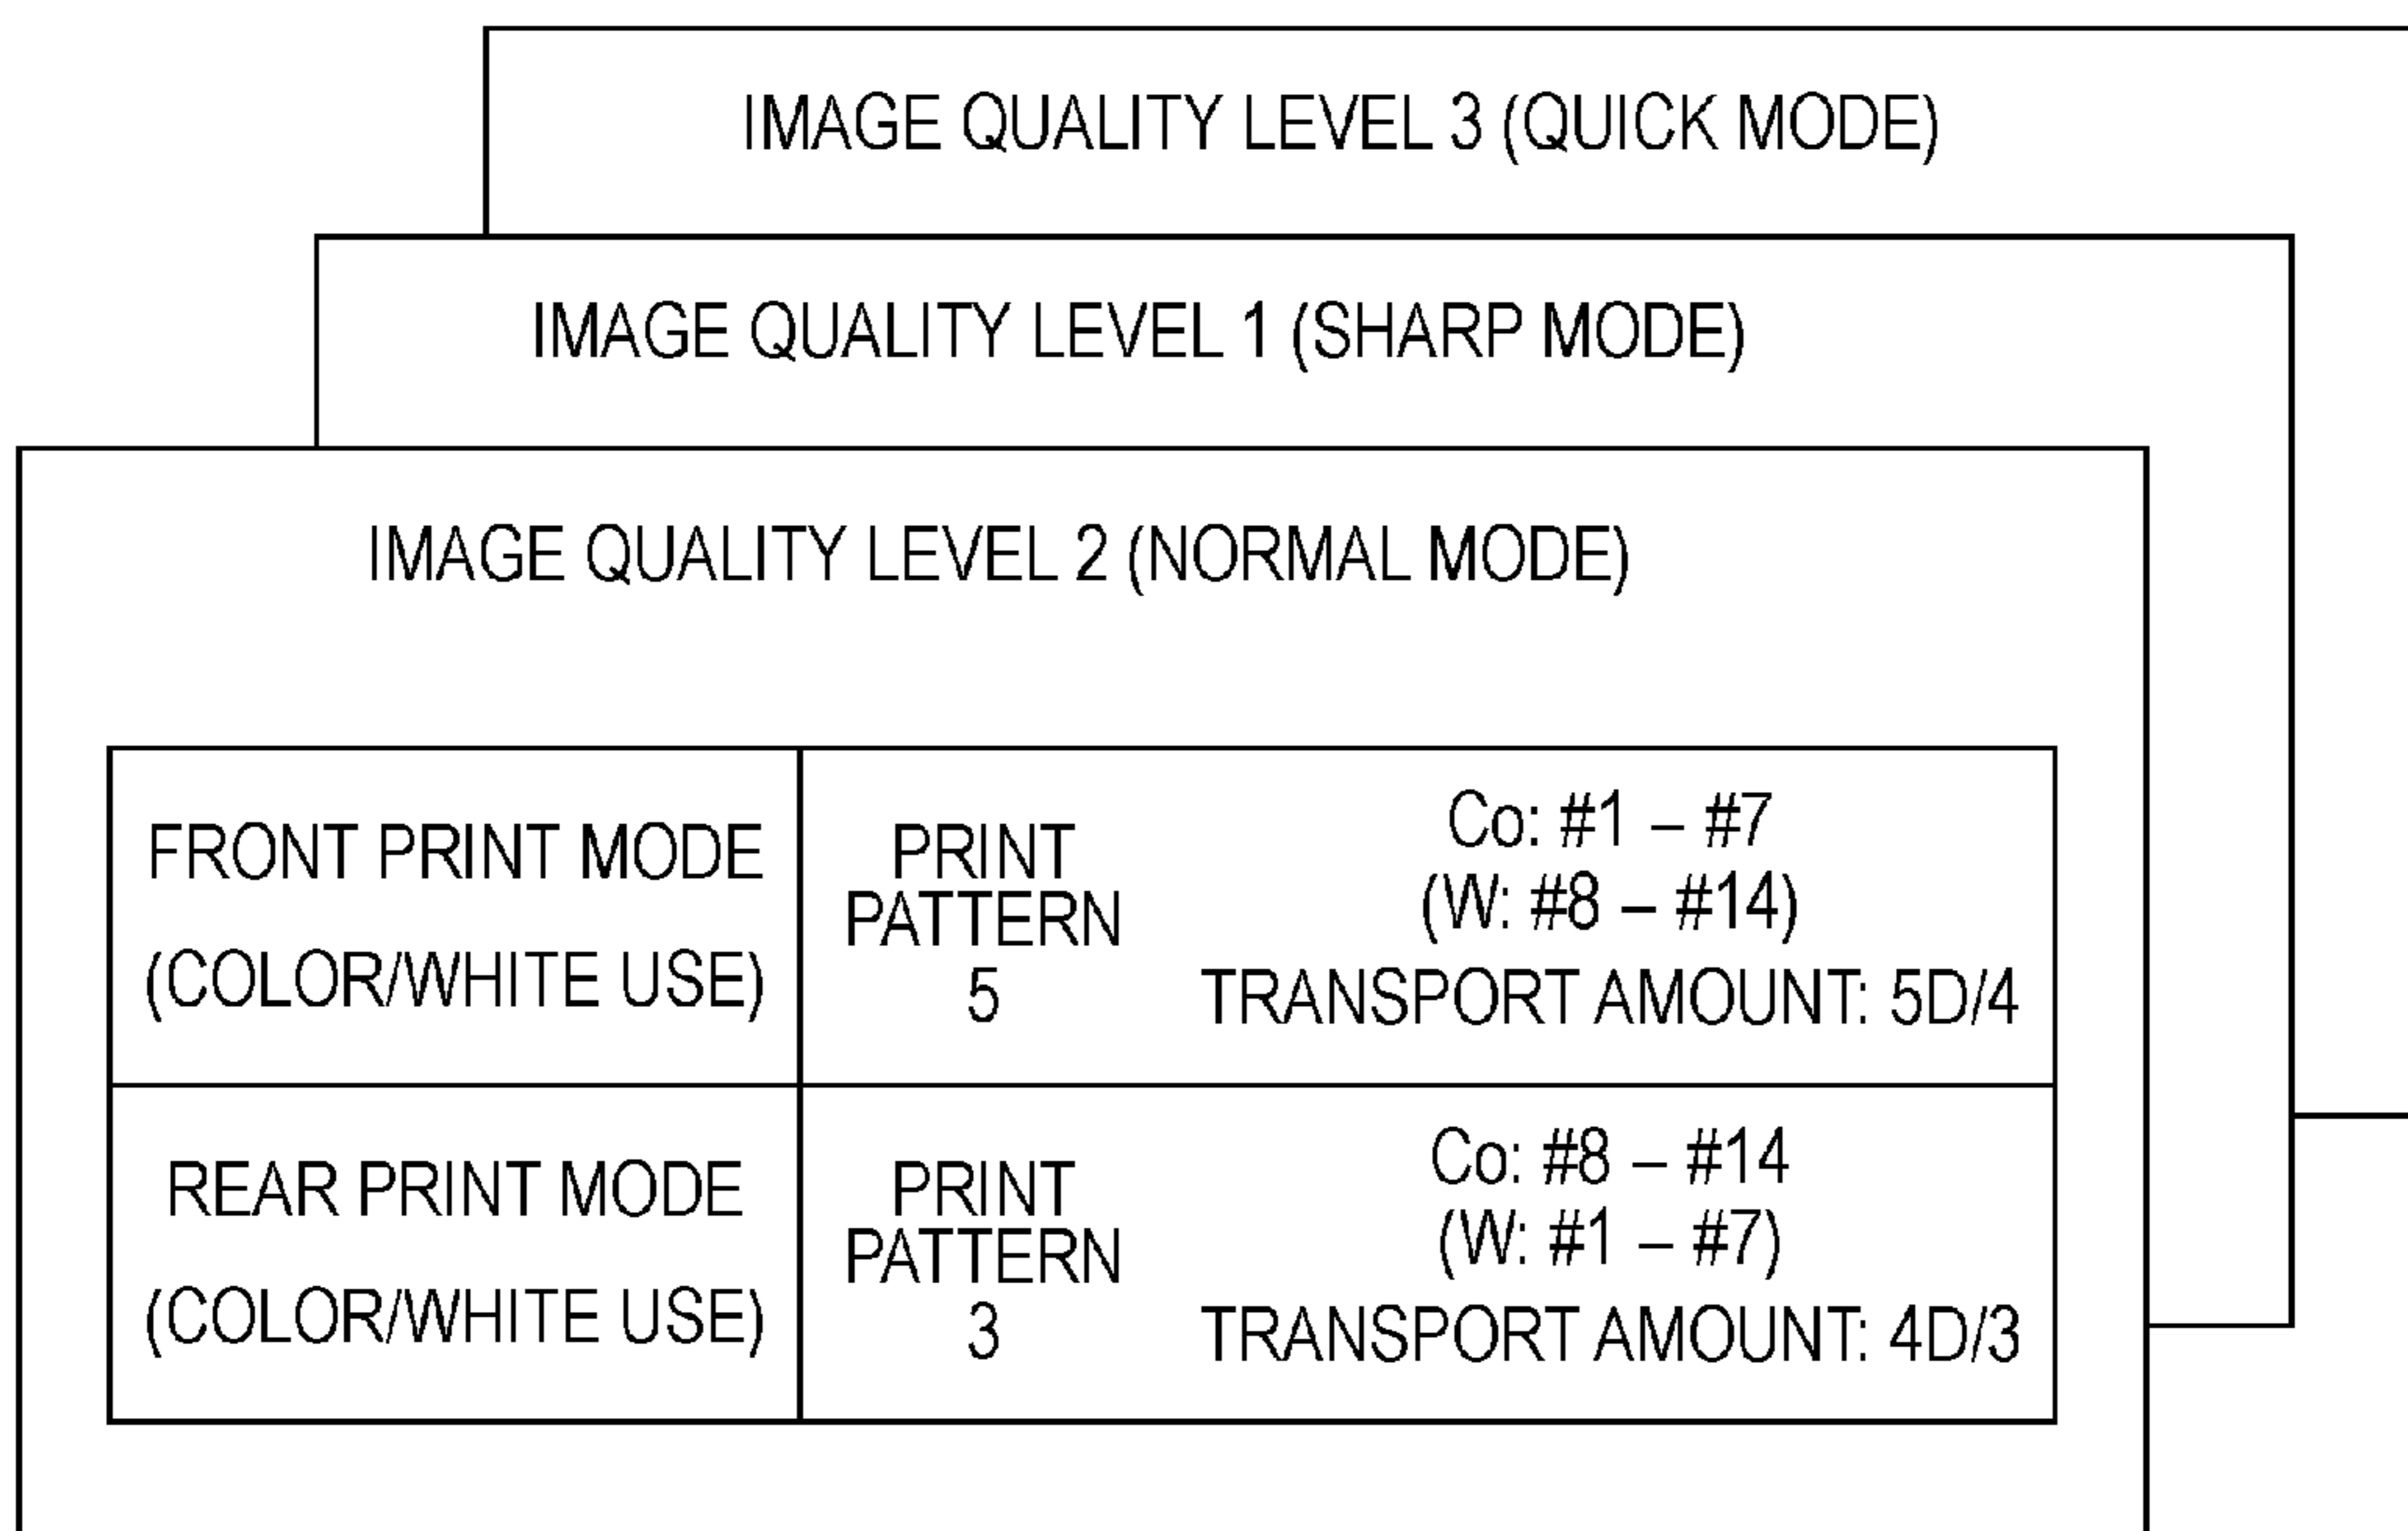 IMAGE QUALITY LEVEL 3 (QUICK MODE)
IMAGE QUALITY LEVEL 1 (SHARP MODE)
IMAGE QUALITY LEVEL 2 (NORMAL MODE)
FRONT PRINT MODE
(COLOR/WHITE USE)
PRINT
PATTERN
5
Co: #1 – #7
(W: #8 – #14)
TRANSPORT AMOUNT: 5D/4
REAR PRINT MODE
(COLOR/WHITE USE)
PRINT
PATTERN
3
Co: #8 – #14
(W: #1 – #7)
TRANSPORT AMOUNT: 4D/3